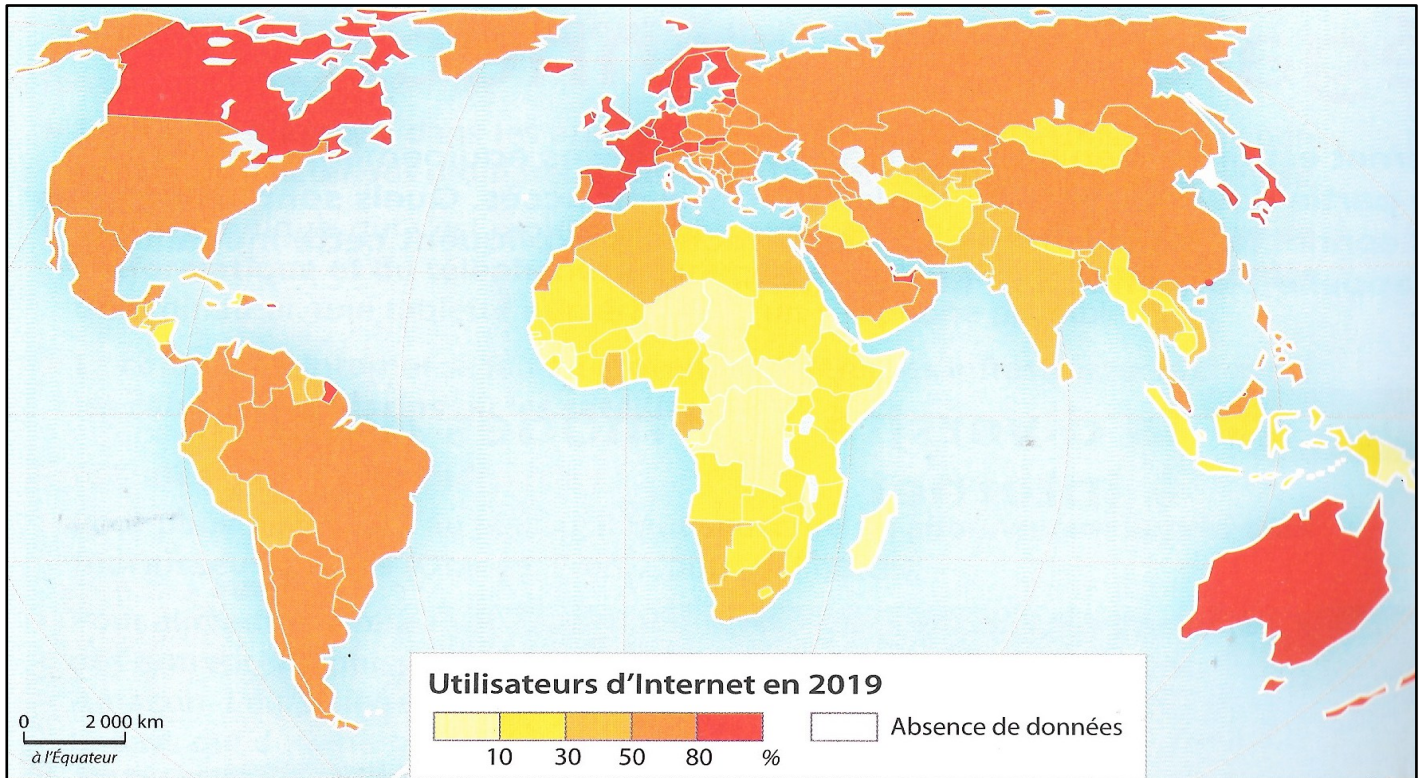 Utilisateurs d'Internet en 2019
10 30 50 80 %
Absence de données
0 2 000 km
à l'Équateur